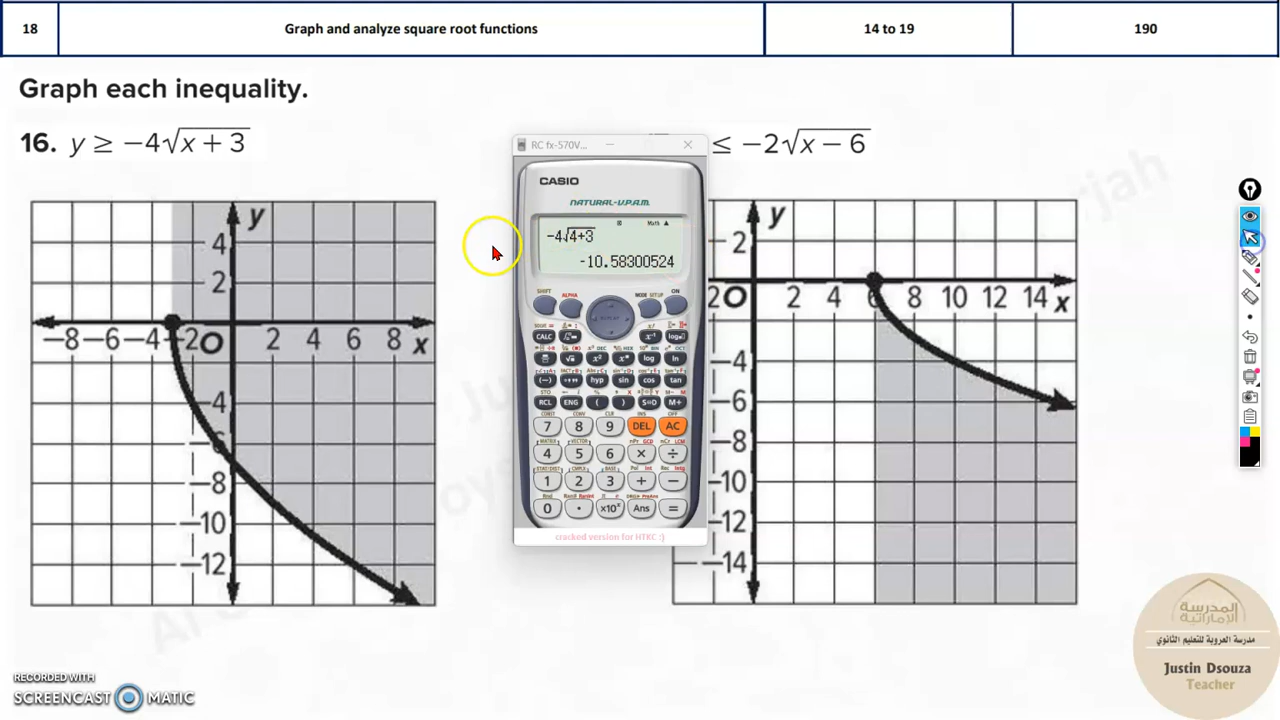 18 Graph and analyze square root functions 14 to 19 190
Graph each inequality.
16. y ≥ −4√x + 3
≤ −2√x − 6
RC fx-570V...
CASIO
NATURAL-V.P.A.M.
Math
-4√4+3
-10.58300524
SHIFT ALPHA REPLAY MODE SETUP ON
CALC
log ln
(−) hyp sin cos tan
RCL ENG ( ) S⇔D M+
7 8 9 DEL AC
4 5 6 × ÷
1 2 3 + −
0 • ×10ˣ Ans =
cracked version for HTKC :)
y
4
2
−8 −6 −4 −2 O 2 4 6 8 x
−4
−6
−8
−10
−12
y
2
2 O 2 4 6 8 10 12 14 x
−4
−6
−8
−10
−12
−14
RECORDED WITH
SCREENCAST MATIC
المدرسة
الإماراتية
مدرسة العروبة للتعليم الثانوي
Justin Dsouza
Teacher